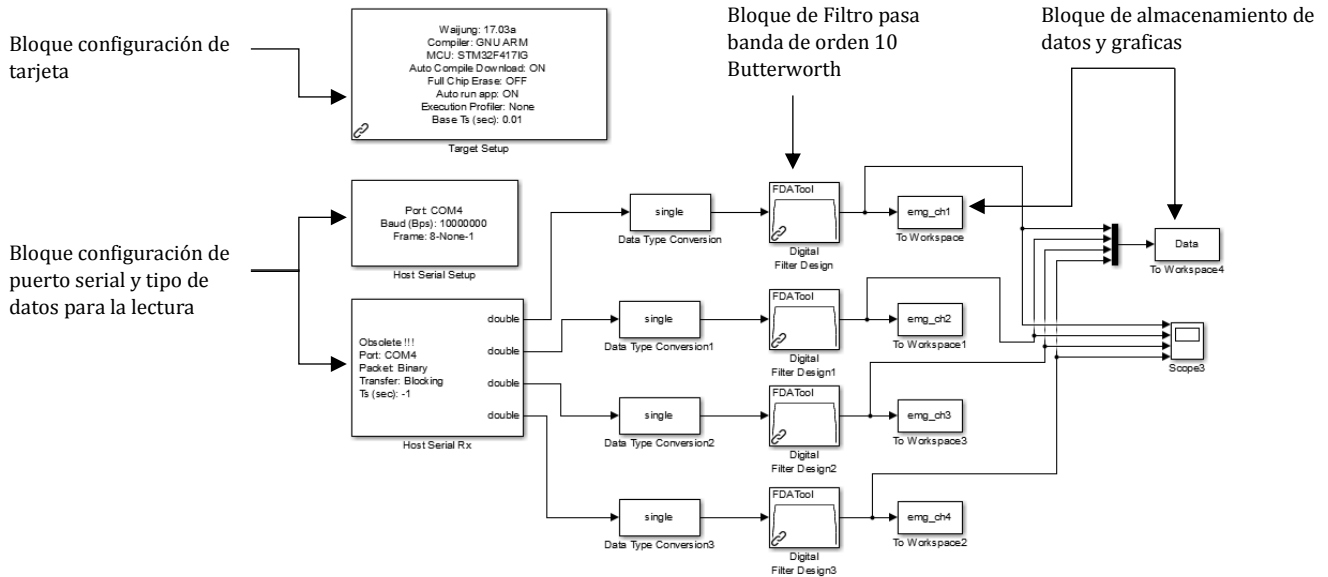 Bloque configuración de
tarjeta
Waijung: 17.03a
Compiler: GNU ARM
MCU: STM32F417IG
Auto Compile Download: ON
Full Chip Erase: OFF
Auto run app: ON
Execution Profiler: None
Base Ts (sec): 0.01
Target Setup
Bloque de Filtro pasa
banda de orden 10
Butterworth
Bloque de almacenamiento de
datos y graficas
Bloque configuración de
puerto serial y tipo de
datos para la lectura
Port: COM4
Baud (Bps): 10000000
Frame: 8-None-1
Host Serial Setup
Obsolete !!!
Port: COM4
Packet: Binary
Transfer: Blocking
Ts (sec): -1
double
double
double
double
Host Serial Rx
single
Data Type Conversion
FDATool
Digital
Filter Design
emg_ch1
To Workspace
single
Data Type Conversion1
FDATool
Digital
Filter Design1
emg_ch2
To Workspace1
single
Data Type Conversion2
FDATool
Digital
Filter Design2
emg_ch3
To Workspace3
single
Data Type Conversion3
FDATool
Digital
Filter Design3
emg_ch4
To Workspace2
Data
To Workspace4
Scope3